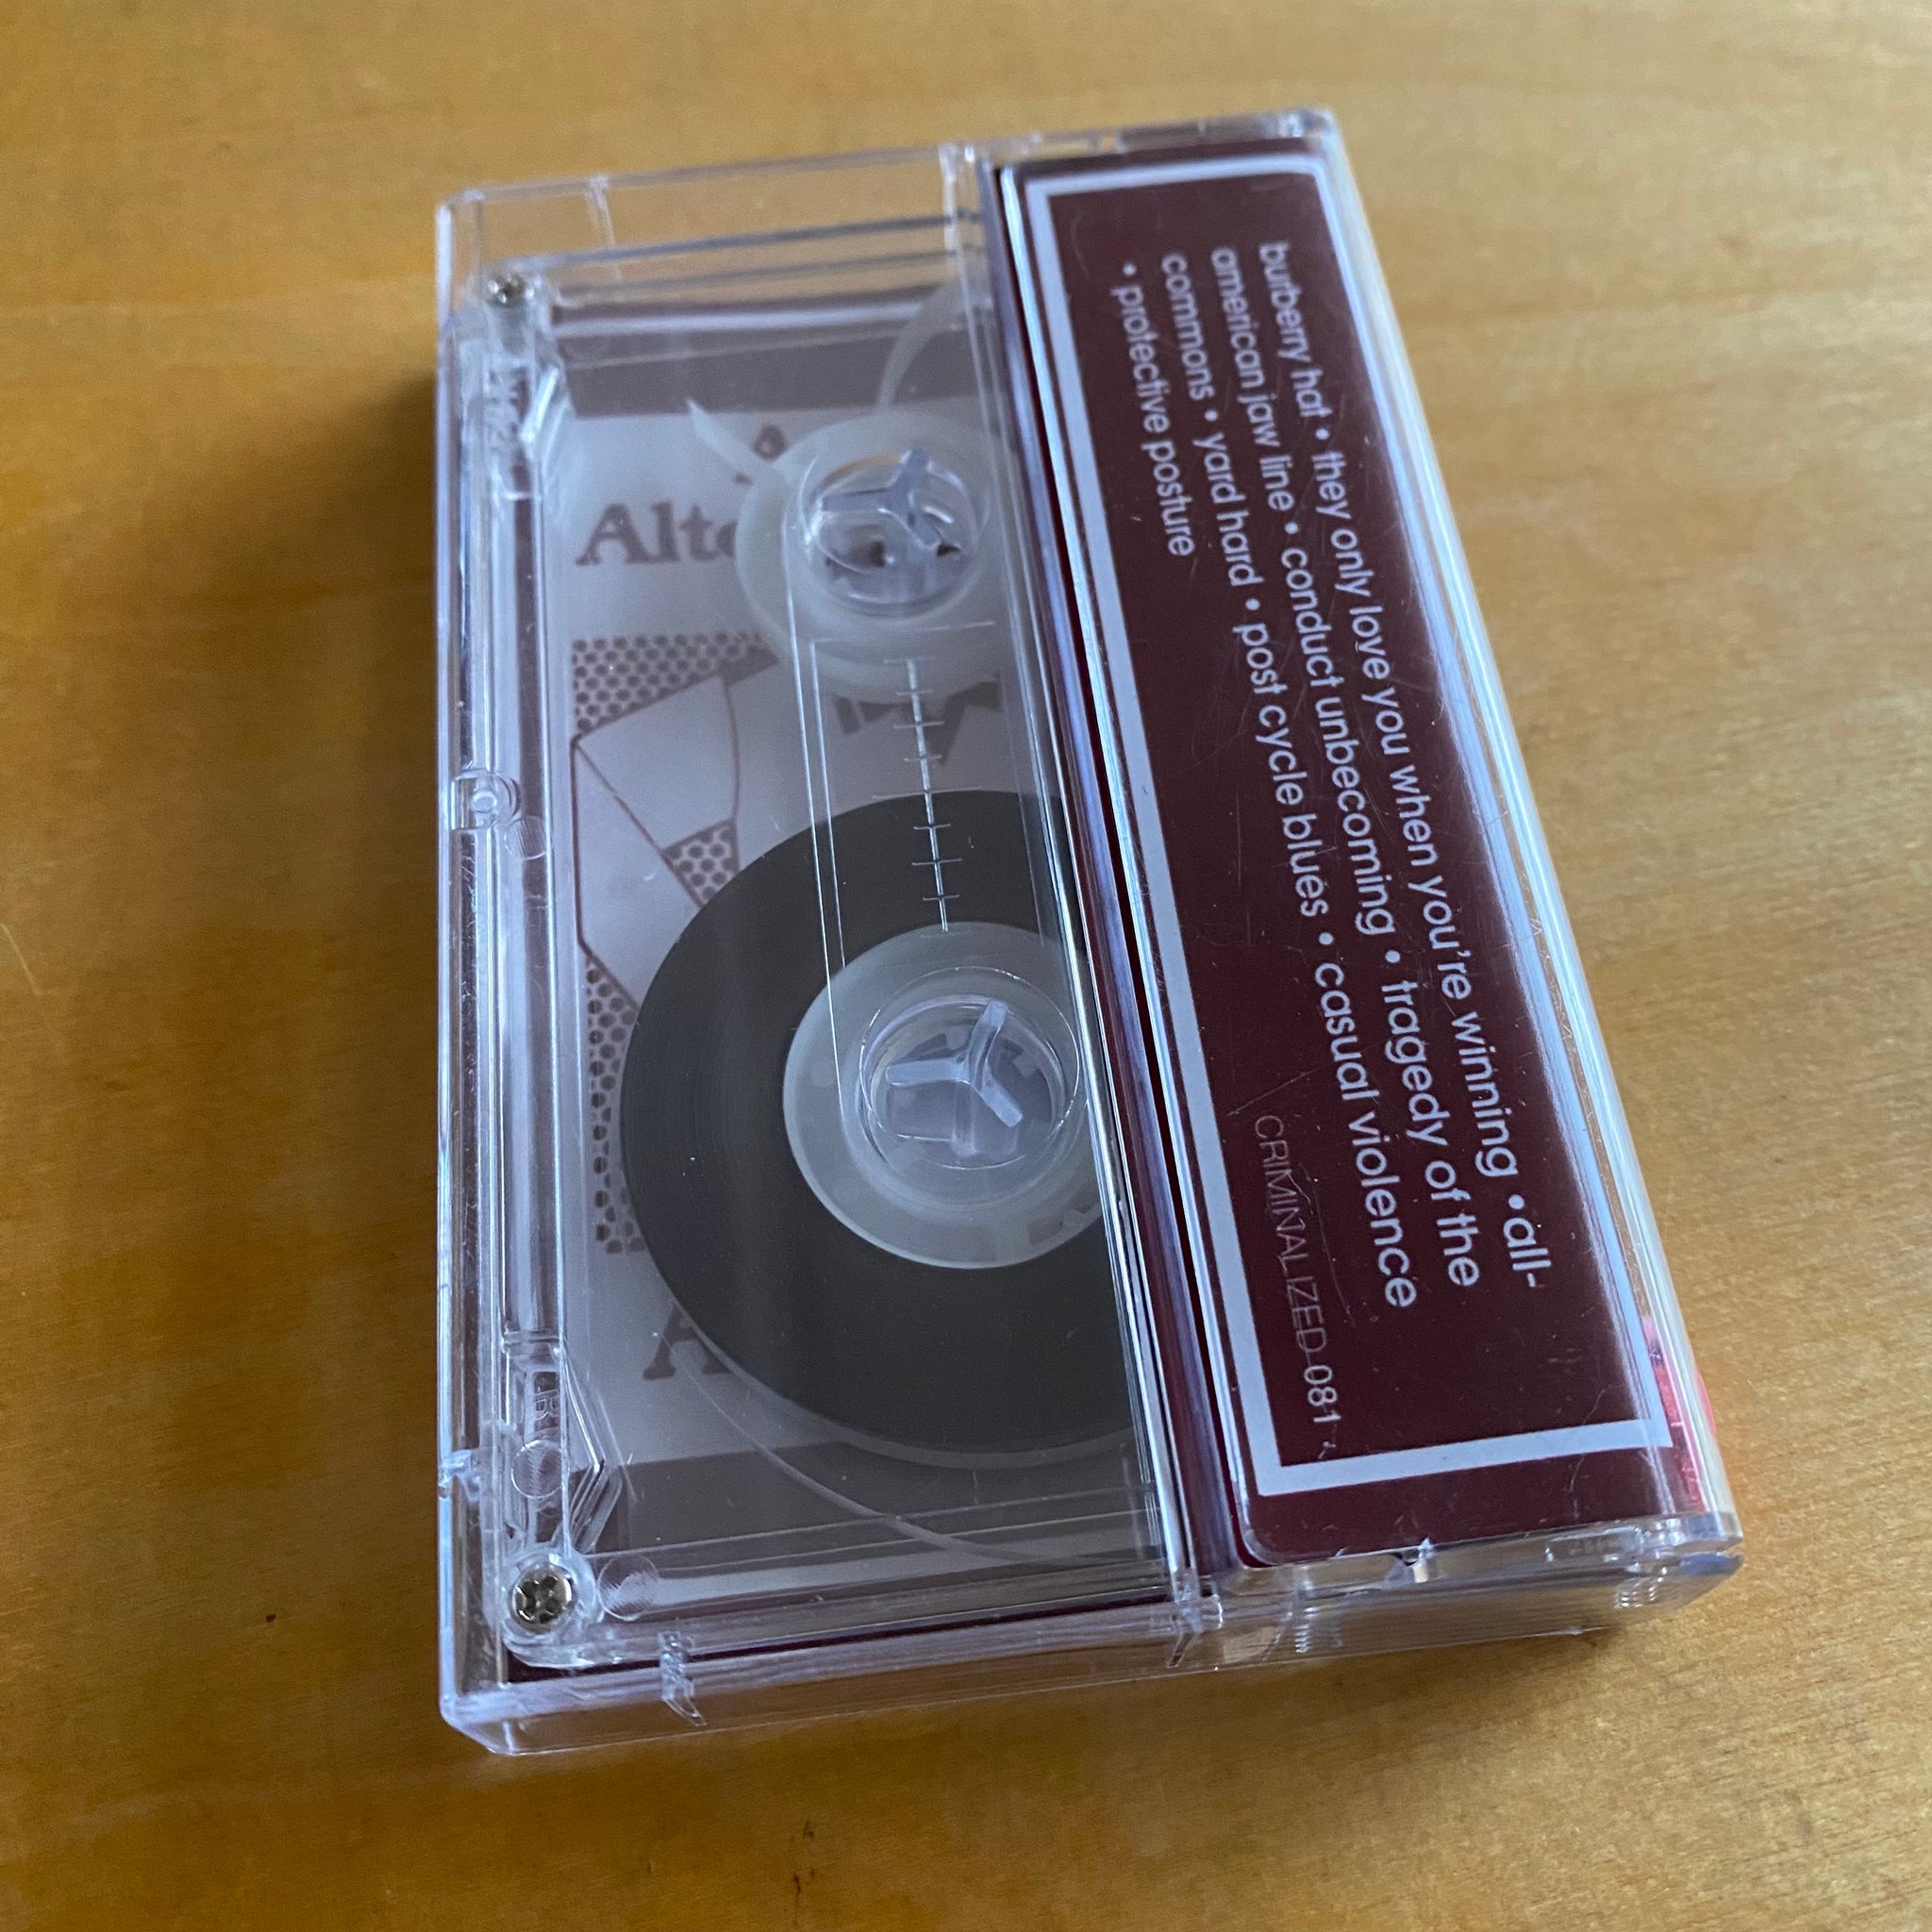 burberry hat • they only love you when you're winning • all-
american jaw line • conduct unbecoming • tragedy of the
commons • yard hard • post cycle blues • casual violence
• protective posture
CRIMINALIZED-081